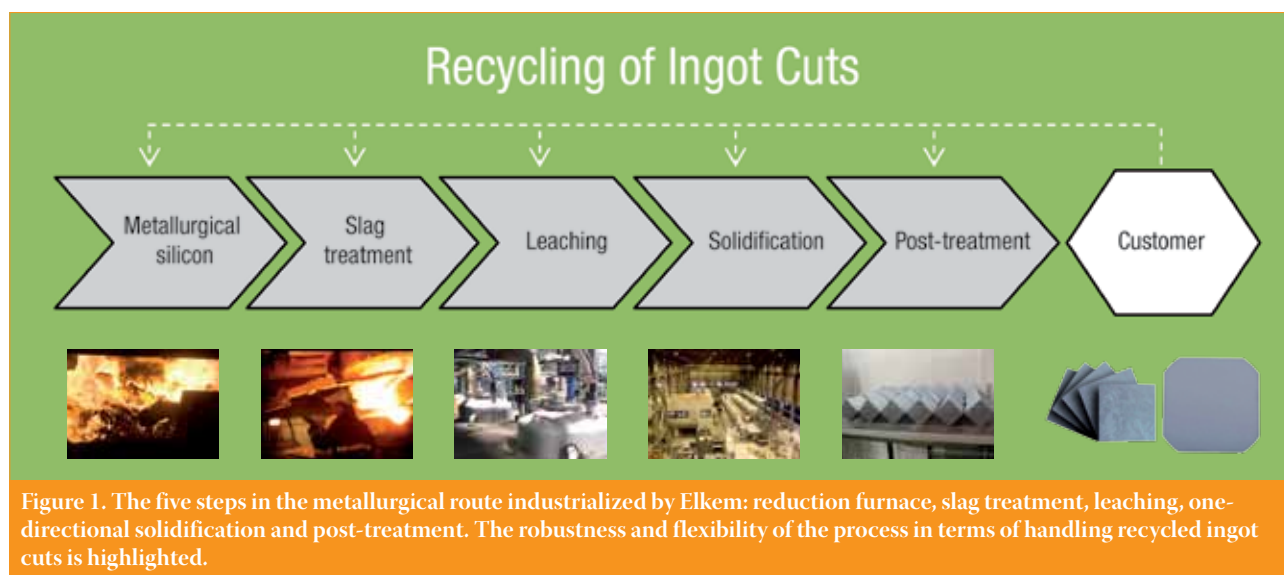 Recycling of Ingot Cuts
Metallurgical
silicon
Slag
treatment
Leaching
Solidification
Post-treatment
Customer
Figure 1. The five steps in the metallurgical route industrialized by Elkem: reduction furnace, slag treatment, leaching, one-
directional solidification and post-treatment. The robustness and flexibility of the process in terms of handling recycled ingot
cuts is highlighted.